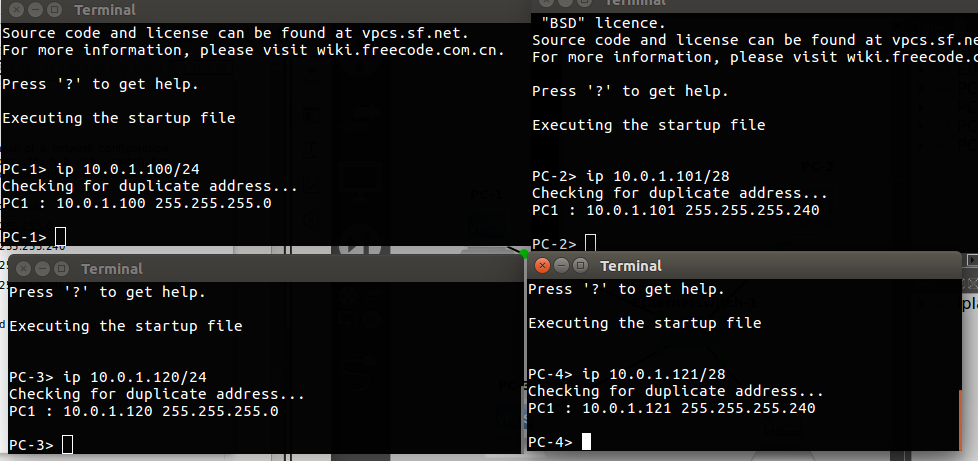 Terminal
Source code and license can be found at vpcs.sf.net.
For more information, please visit wiki.freecode.com.cn.
Press '?' to get help.
Executing the startup file
PC-1> ip 10.0.1.100/24
Checking for duplicate address...
PC1 : 10.0.1.100 255.255.255.0
PC-1>
Terminal
"BSD" licence.
Source code and license can be found at vpcs.sf.ne
For more information, please visit wiki.freecode.c
Press '?' to get help.
Executing the startup file
PC-2> ip 10.0.1.101/28
Checking for duplicate address...
PC1 : 10.0.1.101 255.255.255.240
PC-2>
Terminal
Press '?' to get help.
Executing the startup file
PC-3> ip 10.0.1.120/24
Checking for duplicate address...
PC1 : 10.0.1.120 255.255.255.0
PC-3>
Terminal
Press '?' to get help.
Executing the startup file
PC-4> ip 10.0.1.121/28
Checking for duplicate address...
PC1 : 10.0.1.121 255.255.255.240
PC-4>